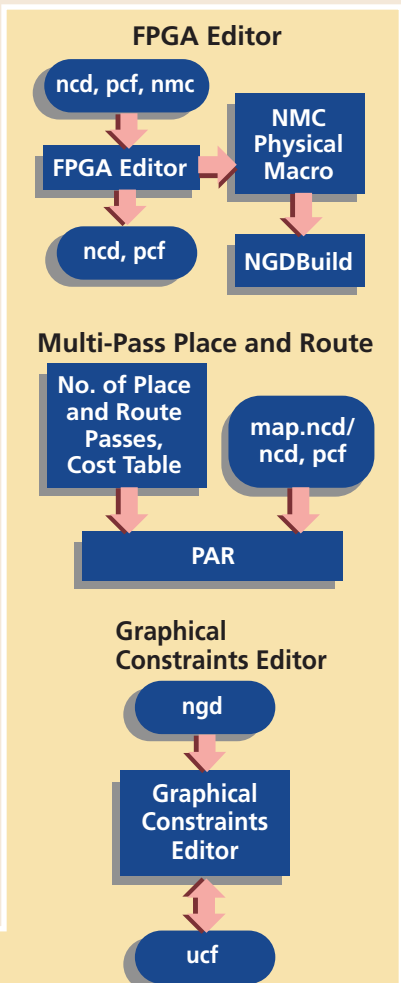 FPGA Editor
ncd, pcf, nmc
FPGA Editor
ncd, pcf
NMC
Physical
Macro
NGDBuild
Multi-Pass Place and Route
No. of Place
and Route
Passes,
Cost Table
map.ncd/
ncd, pcf
PAR
Graphical
Constraints Editor
ngd
Graphical
Constraints
Editor
ucf